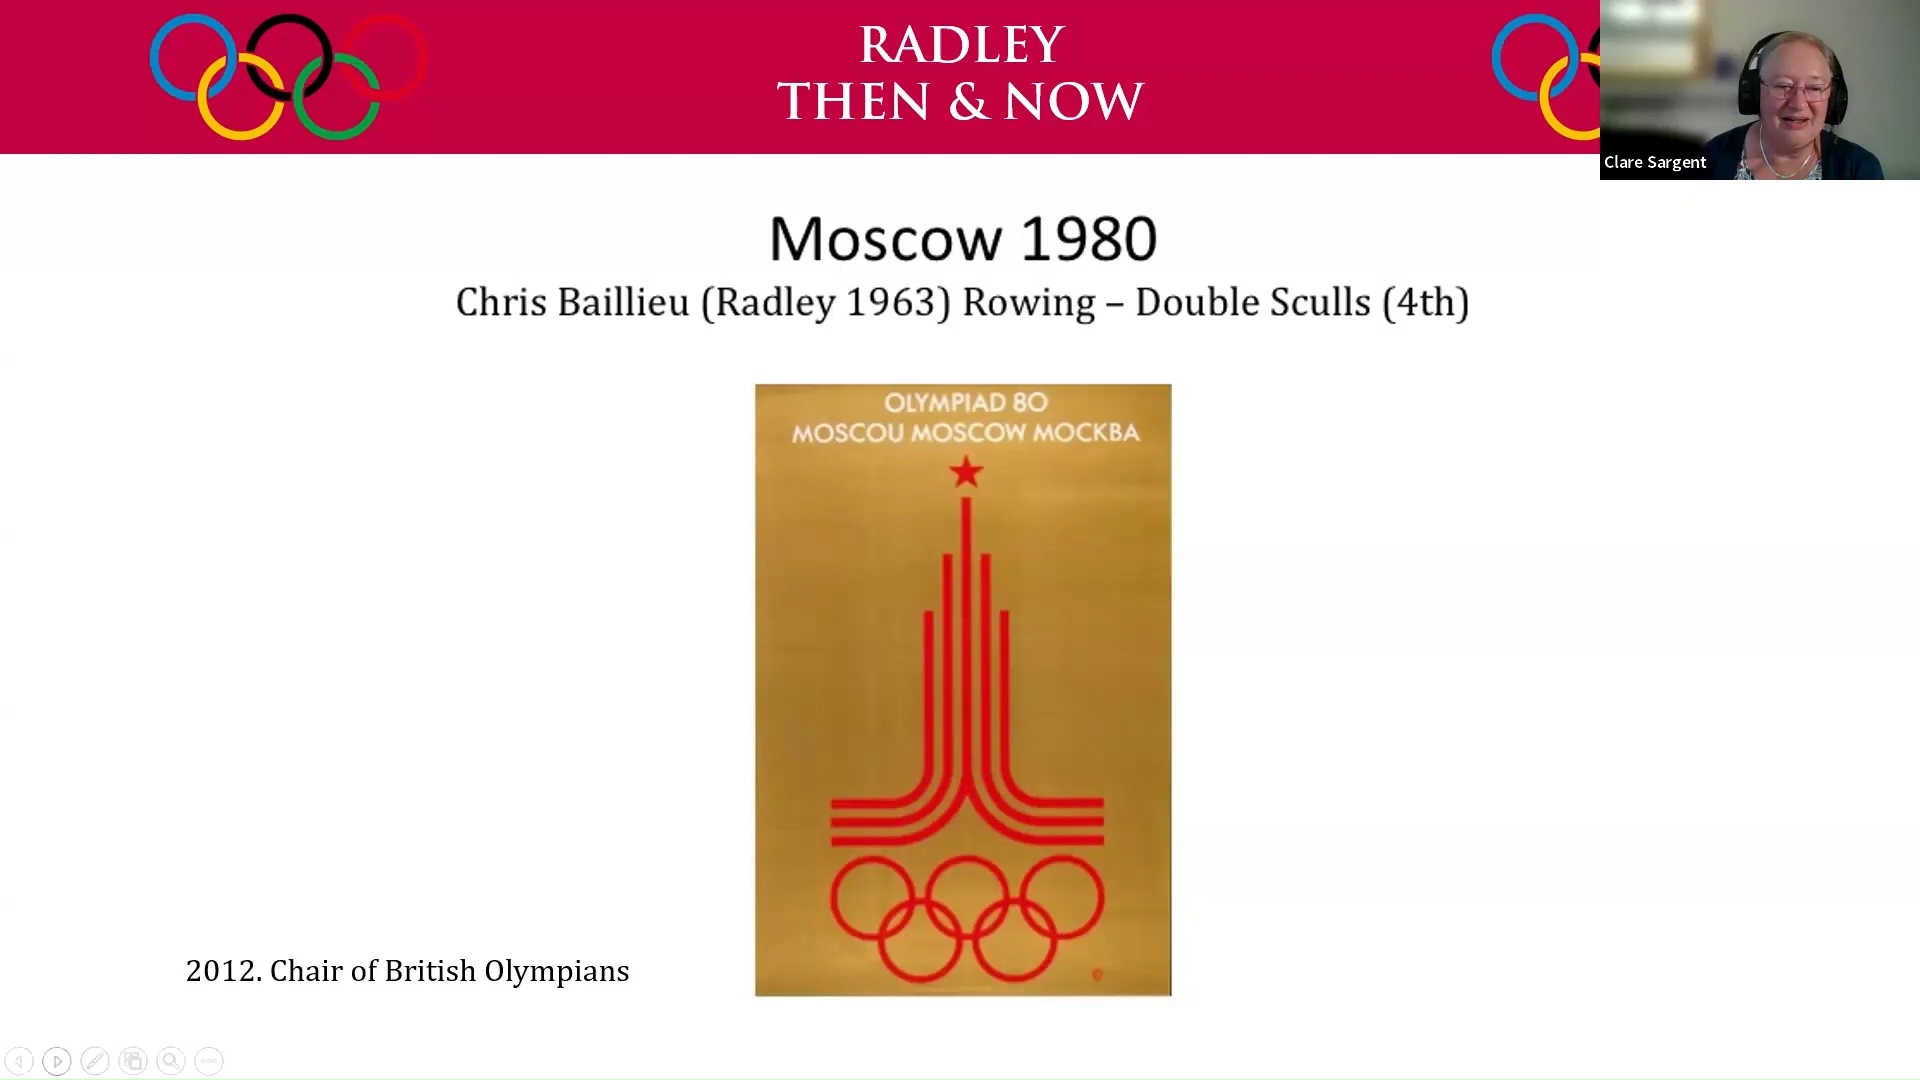 RADLEY
THEN & NOW
Clare Sargent
Moscow 1980
Chris Baillieu (Radley 1963) Rowing – Double Sculls (4th)
OLYMPIAD 80
MOSCOU MOSCOW МОСКВА
2012. Chair of British Olympians